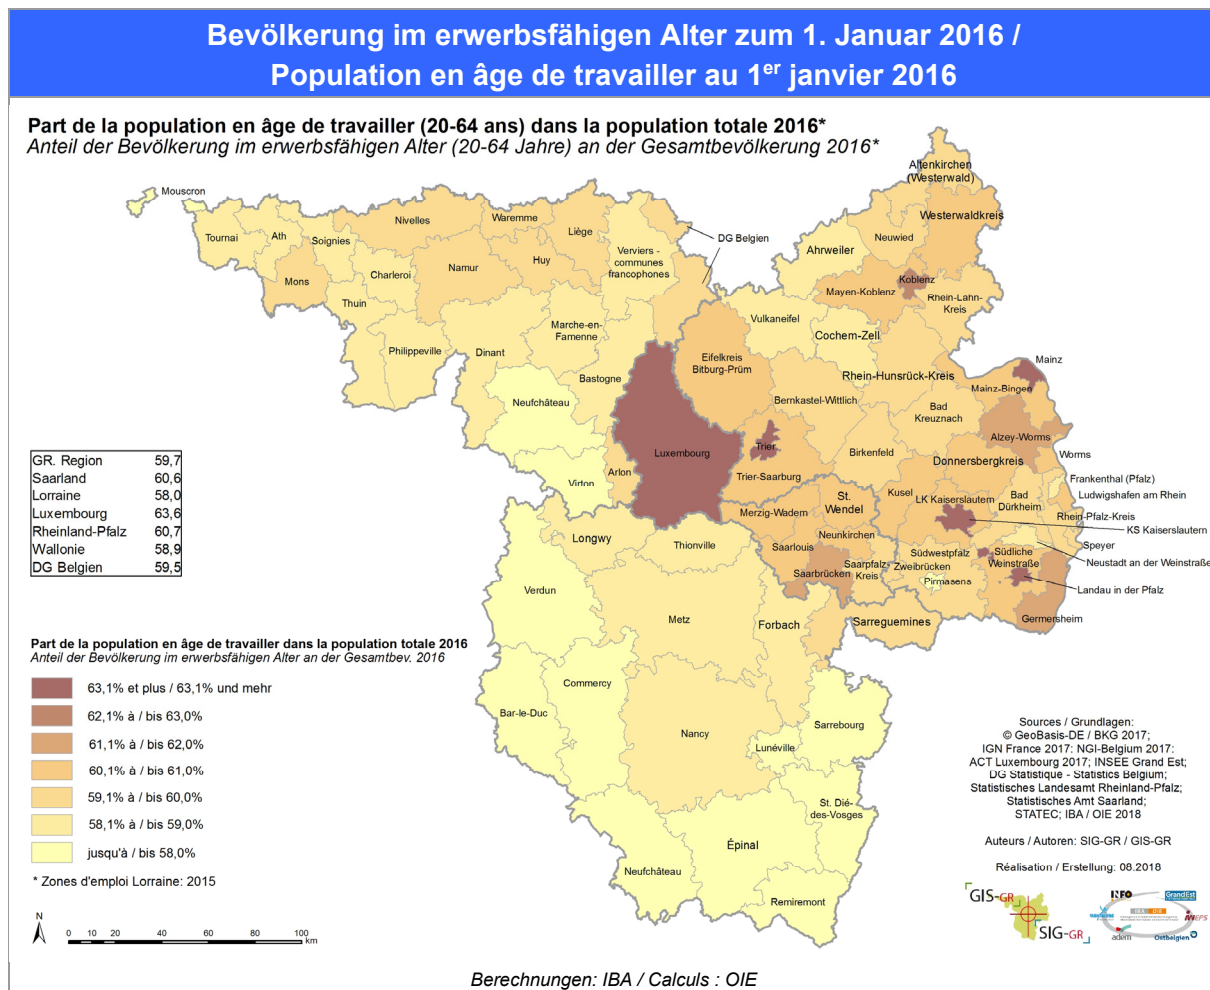 Bevölkerung im erwerbsfähigen Alter zum 1. Januar 2016 /
Population en âge de travailler au 1er janvier 2016
Part de la population en âge de travailler (20-64 ans) dans la population totale 2016*
Anteil der Bevölkerung im erwerbsfähigen Alter (20-64 Jahre) an der Gesamtbevölkerung 2016*
Altenkirchen
(Westerwald)
Mouscron
Westerwaldkreis
Nivelles
Waremme
Liège
Tournai
Ath
Soignies
DG Belgien
Neuwied
Ahrweiler
Verviers -
communes
francophones
Huy
Namur
Charleroi
Mons
Koblenz
Mayen-Koblenz
Rhein-Lahn-
Kreis
Thuin
Vulkaneifel
Marche-en-
Famenne
Cochem-Zell
Philippeville
Dinant
Eifelkreis
Bitburg-Prüm
Mainz
Rhein-Hunsrück-Kreis
Bastogne
Mainz-Bingen
Neufchâteau
Bernkastel-Wittlich
Bad
Kreuznach
Alzey-Worms
Trier
Luxembourg
Birkenfeld
Worms
Donnersbergkreis
Arlon
Trier-Saarburg
Virton
Frankenthal (Pfalz)
Ludwigshafen am Rhein
Kusel
LK Kaiserslautern
Bad
Dürkheim
St.
Wendel
Merzig-Wadern
Rhein-Pfalz-Kreis
KS Kaiserslautern
Longwy
Thionville
Neunkirchen
Saarlouis
Speyer
Südwestpfalz
Südliche
Weinstraße
Neustadt an der Weinstraße
Saarpfalz-
Kreis
Zweibrücken
Saarbrücken
Pirmasens
Landau in der Pfalz
Verdun
Metz
Forbach
Sarreguemines
Germersheim
Commercy
Bar-le-Duc
Sarrebourg
Nancy
Lunéville
St. Dié-
des-Vosges
Épinal
Neufchâteau
Remiremont
GR. Region 59,7
Saarland 60,6
Lorraine 58,0
Luxembourg 63,6
Rheinland-Pfalz 60,7
Wallonie 58,9
DG Belgien 59,5
Part de la population en âge de travailler dans la population totale 2016
Anteil der Bevölkerung im erwerbsfähigen Alter an der Gesamtbev. 2016
63,1% et plus / 63,1% und mehr
62,1% à / bis 63,0%
61,1% à / bis 62,0%
60,1% à / bis 61,0%
59,1% à / bis 60,0%
58,1% à / bis 59,0%
jusqu'à / bis 58,0%
* Zones d'emploi Lorraine: 2015
N
0 10 20 40 60 80 100
km
Sources / Grundlagen:
© GeoBasis-DE / BKG 2017;
IGN France 2017: NGI-Belgium 2017:
ACT Luxembourg 2017; INSEE Grand Est;
DG Statistique - Statistics Belgium;
Statistisches Landesamt Rheinland-Pfalz;
Statistisches Amt Saarland;
STATEC; IBA / OIE 2018
Auteurs / Autoren: SIG-GR / GIS-GR
Réalisation / Erstellung: 08.2018
GIS-GR
SIG-GR
INFO
GrandEst
IBA OIE
adem
Ostbelgien
Berechnungen: IBA / Calculs : OIE